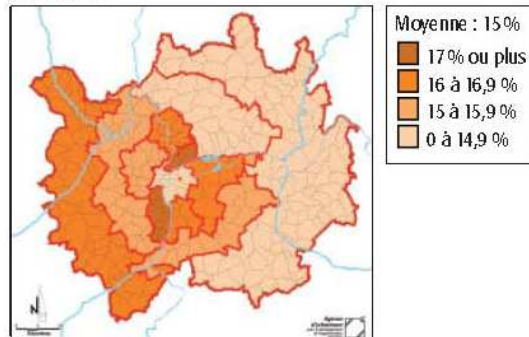 Moyenne : 15 %
17 % ou plus
16 à 16,9 %
15 à 15,9 %
0 à 14,9 %
N